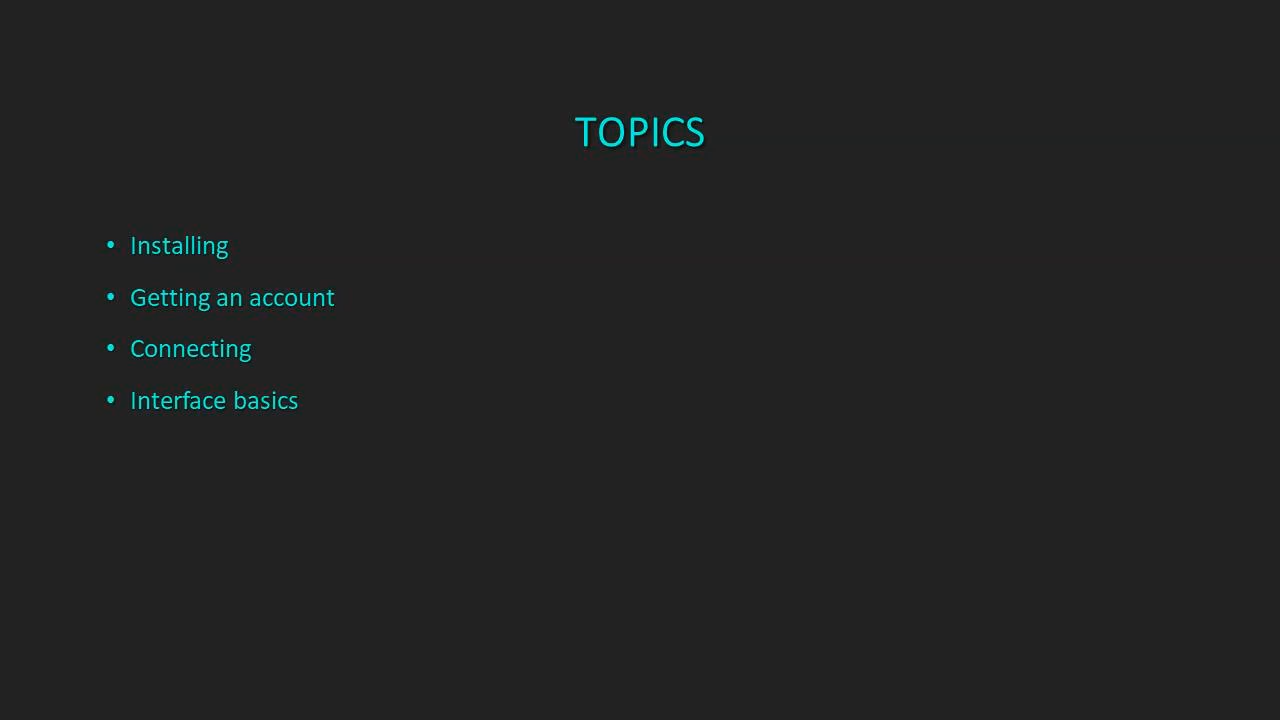 TOPICS
• Installing
• Getting an account
• Connecting
• Interface basics